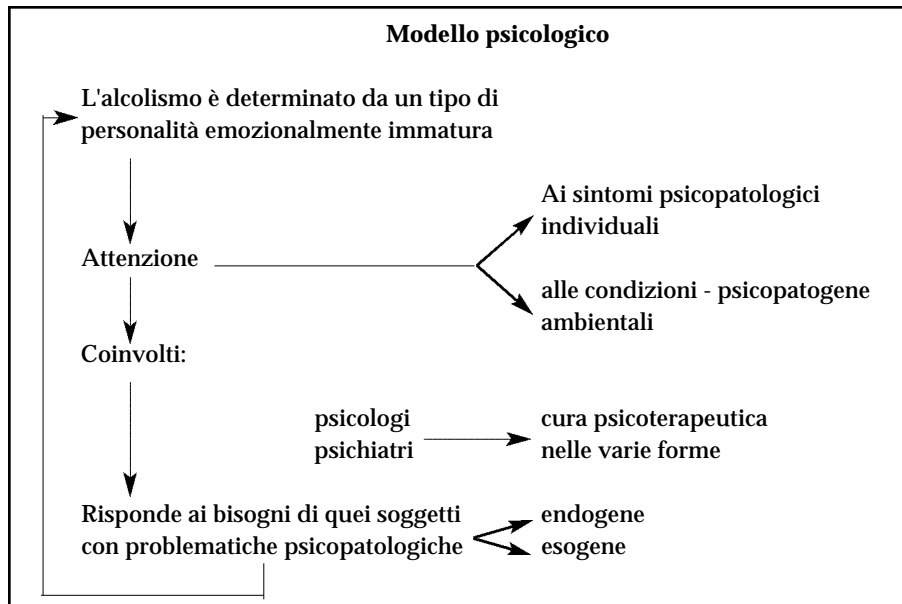 Modello psicologico
L'alcolismo è determinato da un tipo di
personalità emozionalmente immatura
Ai sintomi psicopatologici
individuali
Attenzione
alle condizioni - psicopatogene
ambientali
Coinvolti:
psicologi
psichiatri
cura psicoterapeutica
nelle varie forme
Risponde ai bisogni di quei soggetti
con problematiche psicopatologiche
endogene
esogene